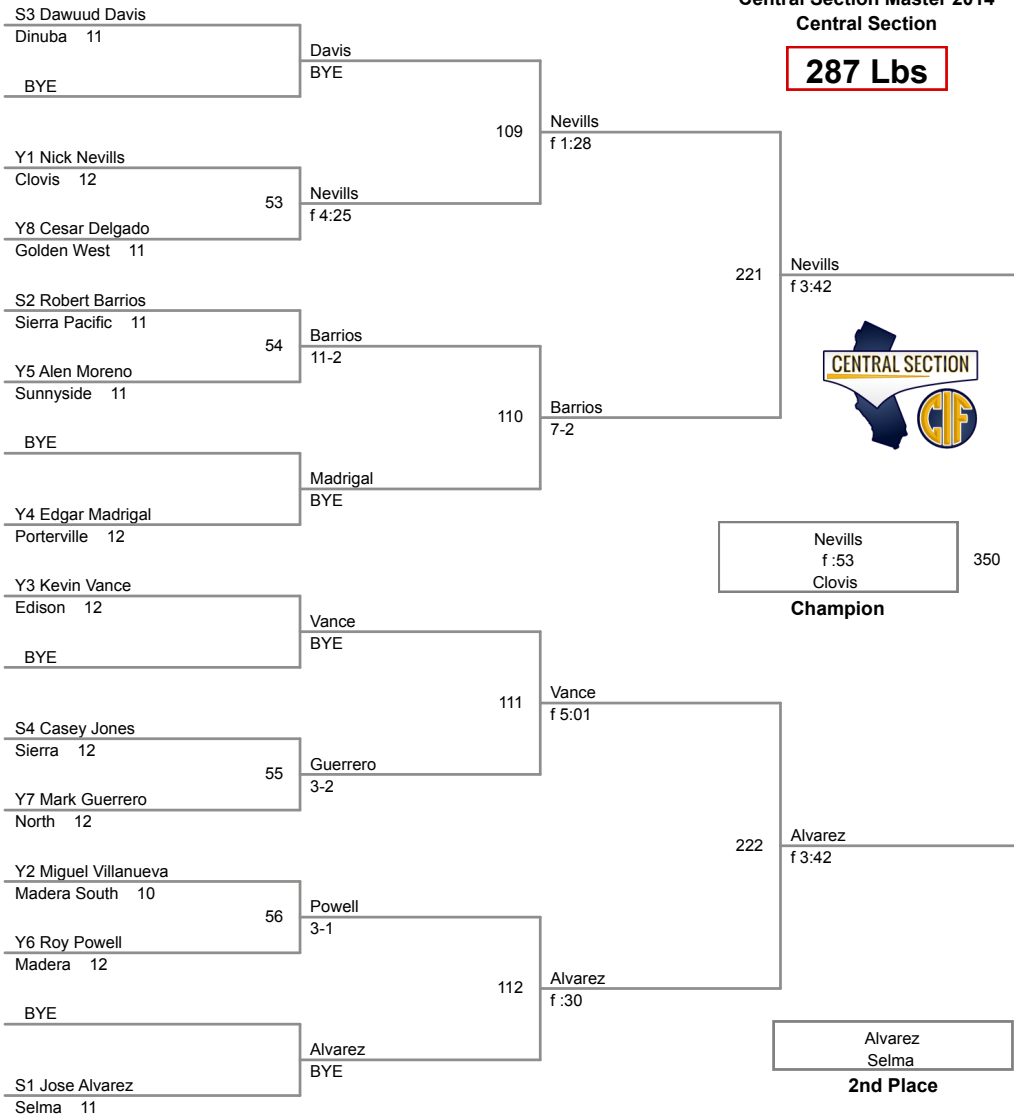 Central Section Master 2014
Central Section
287 Lbs
S3 Dawuud Davis
Dinuba 11
BYE
Davis
BYE
Y1 Nick Nevills
Clovis 12
53
Y8 Cesar Delgado
Golden West 11
Nevills
f 4:25
109
Nevills
f 1:28
S2 Robert Barrios
Sierra Pacific 11
54
Y5 Alen Moreno
Sunnyside 11
Barrios
11-2
BYE
Y4 Edgar Madrigal
Porterville 12
Madrigal
BYE
110
Barrios
7-2
221
Nevills
f 3:42
CENTRAL SECTION
CIF
Nevills
f :53
Clovis
350
Champion
Y3 Kevin Vance
Edison 12
BYE
Vance
BYE
S4 Casey Jones
Sierra 12
55
Y7 Mark Guerrero
North 12
Guerrero
3-2
111
Vance
f 5:01
Y2 Miguel Villanueva
Madera South 10
56
Y6 Roy Powell
Madera 12
Powell
3-1
BYE
S1 Jose Alvarez
Selma 11
Alvarez
BYE
112
Alvarez
f :30
222
Alvarez
f 3:42
Alvarez
Selma
2nd Place